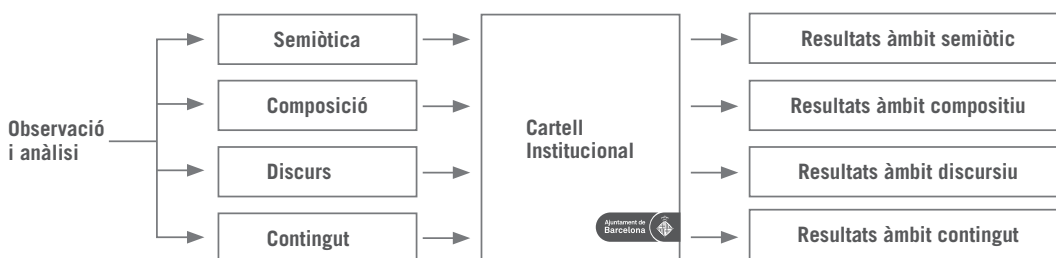 Observació
i anàlisi
Semiòtica
Composició
Discurs
Contingut
Cartell
Institucional
Ajuntament de
Barcelona
Resultats àmbit semiòtic
Resultats àmbit compositiu
Resultats àmbit discursiu
Resultats àmbit contingut